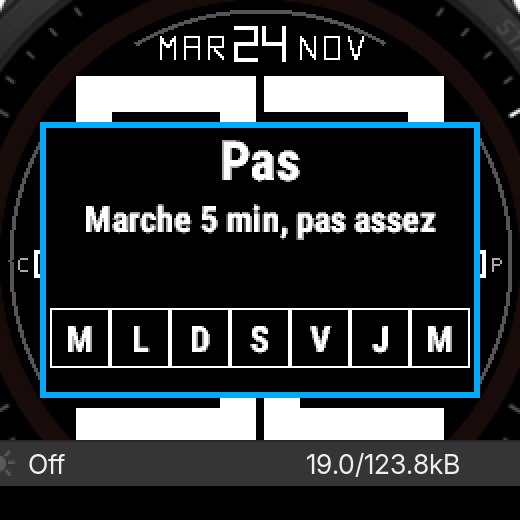 MAR 24 NOV
Pas
Marche 5 min, pas assez
C
P
M L D S V J M
Off
19.0/123.8kB